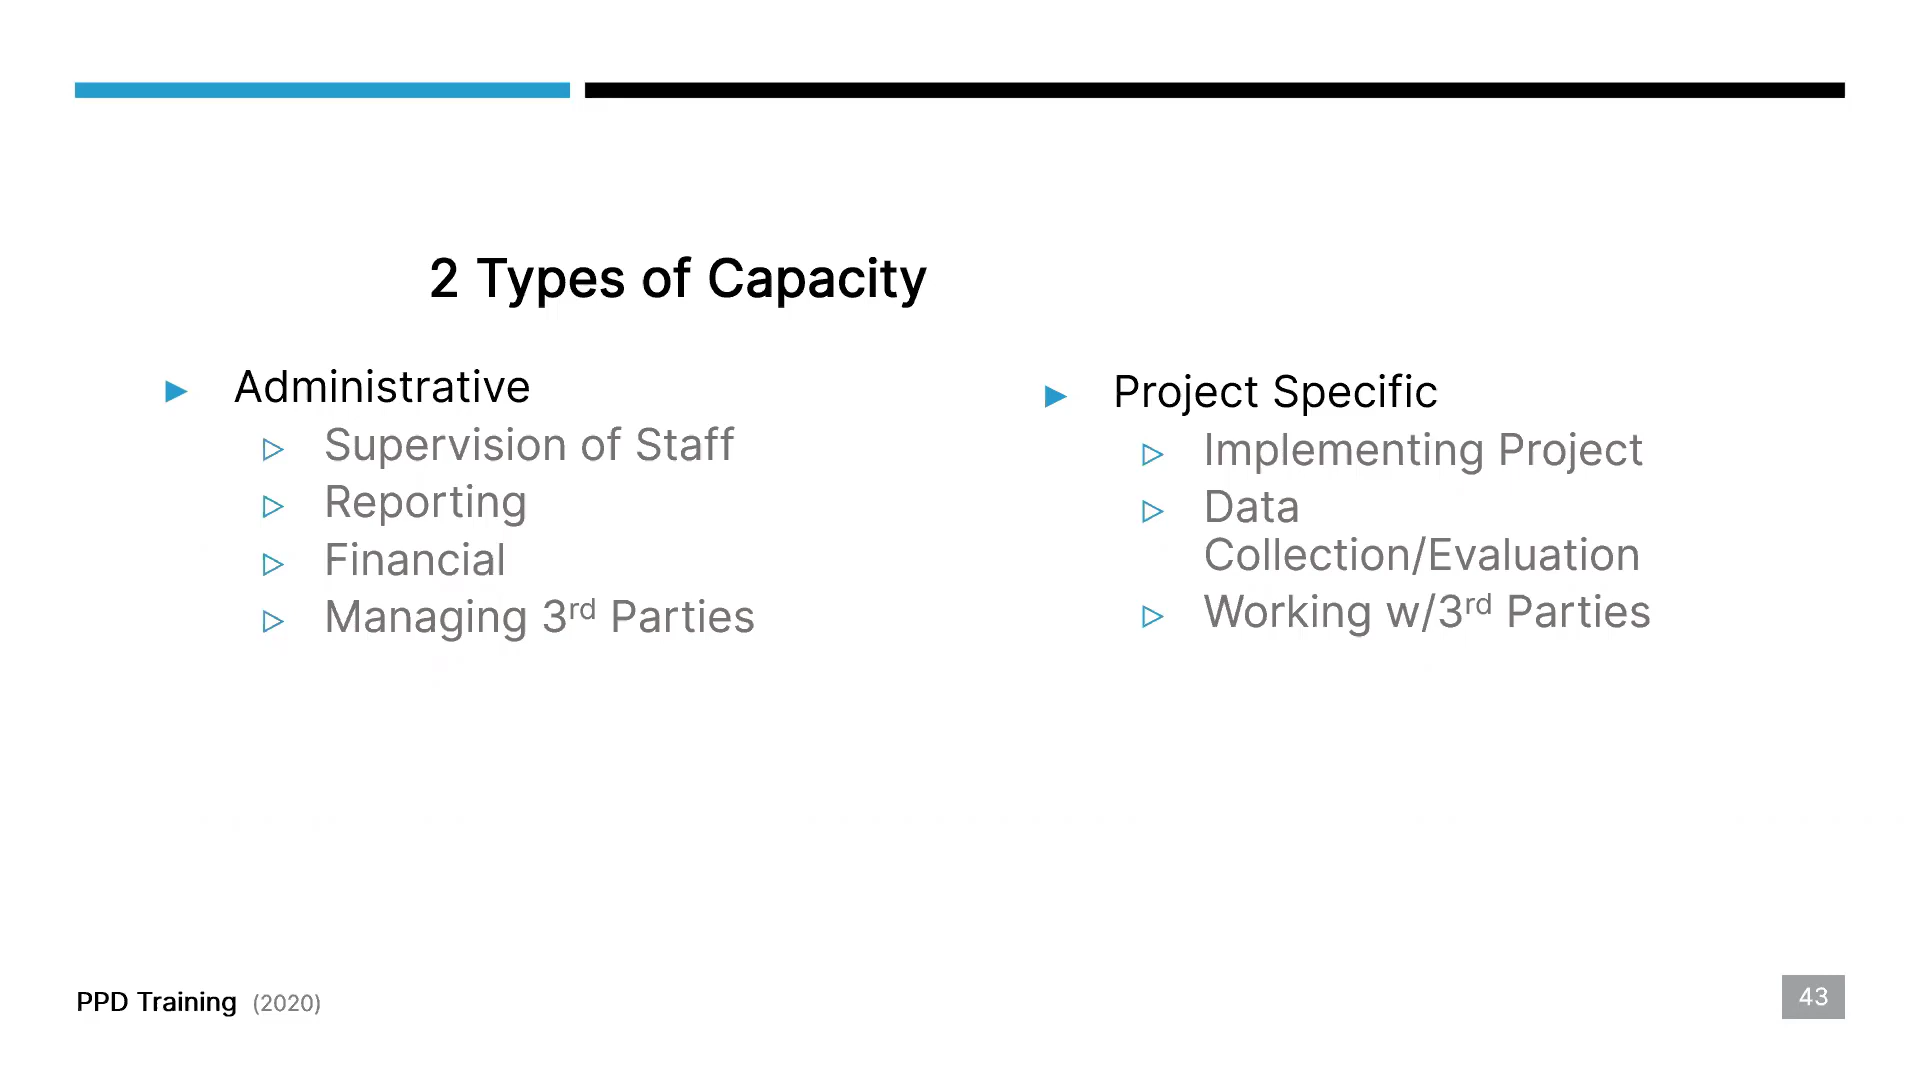 2 Types of Capacity
Administrative
Supervision of Staff
Reporting
Financial
Managing 3rd Parties
Project Specific
Implementing Project
Data
Collection/Evaluation
Working w/3rd Parties
PPD Training (2020)
43